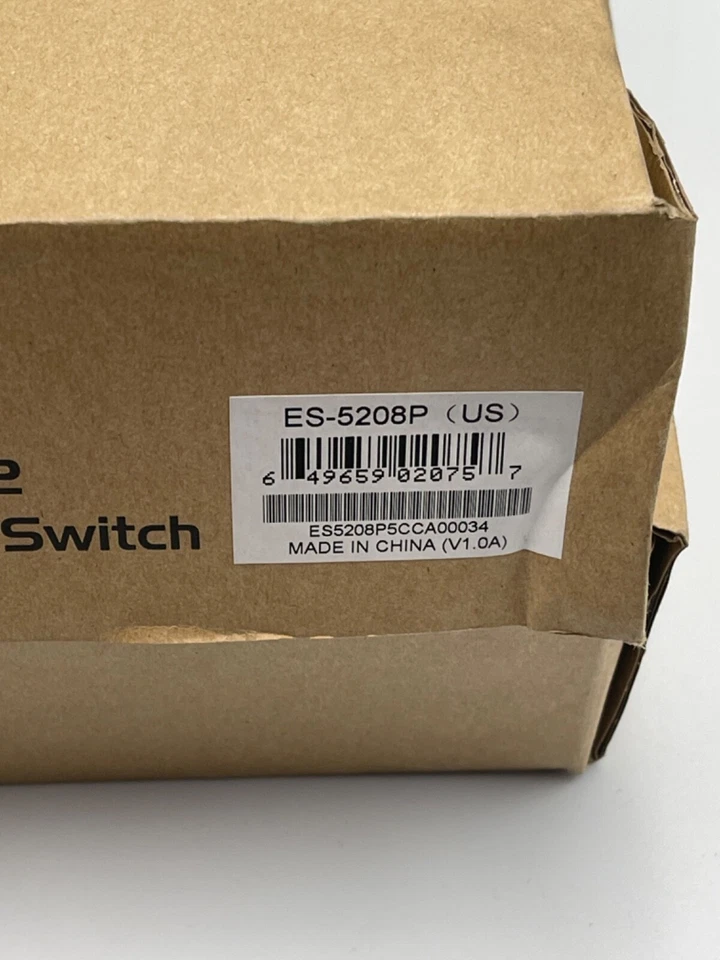 ES-5208P (US)
6 49659 02075 7
ES5208P5CCA00034
MADE IN CHINA (V1.0A)
Switch